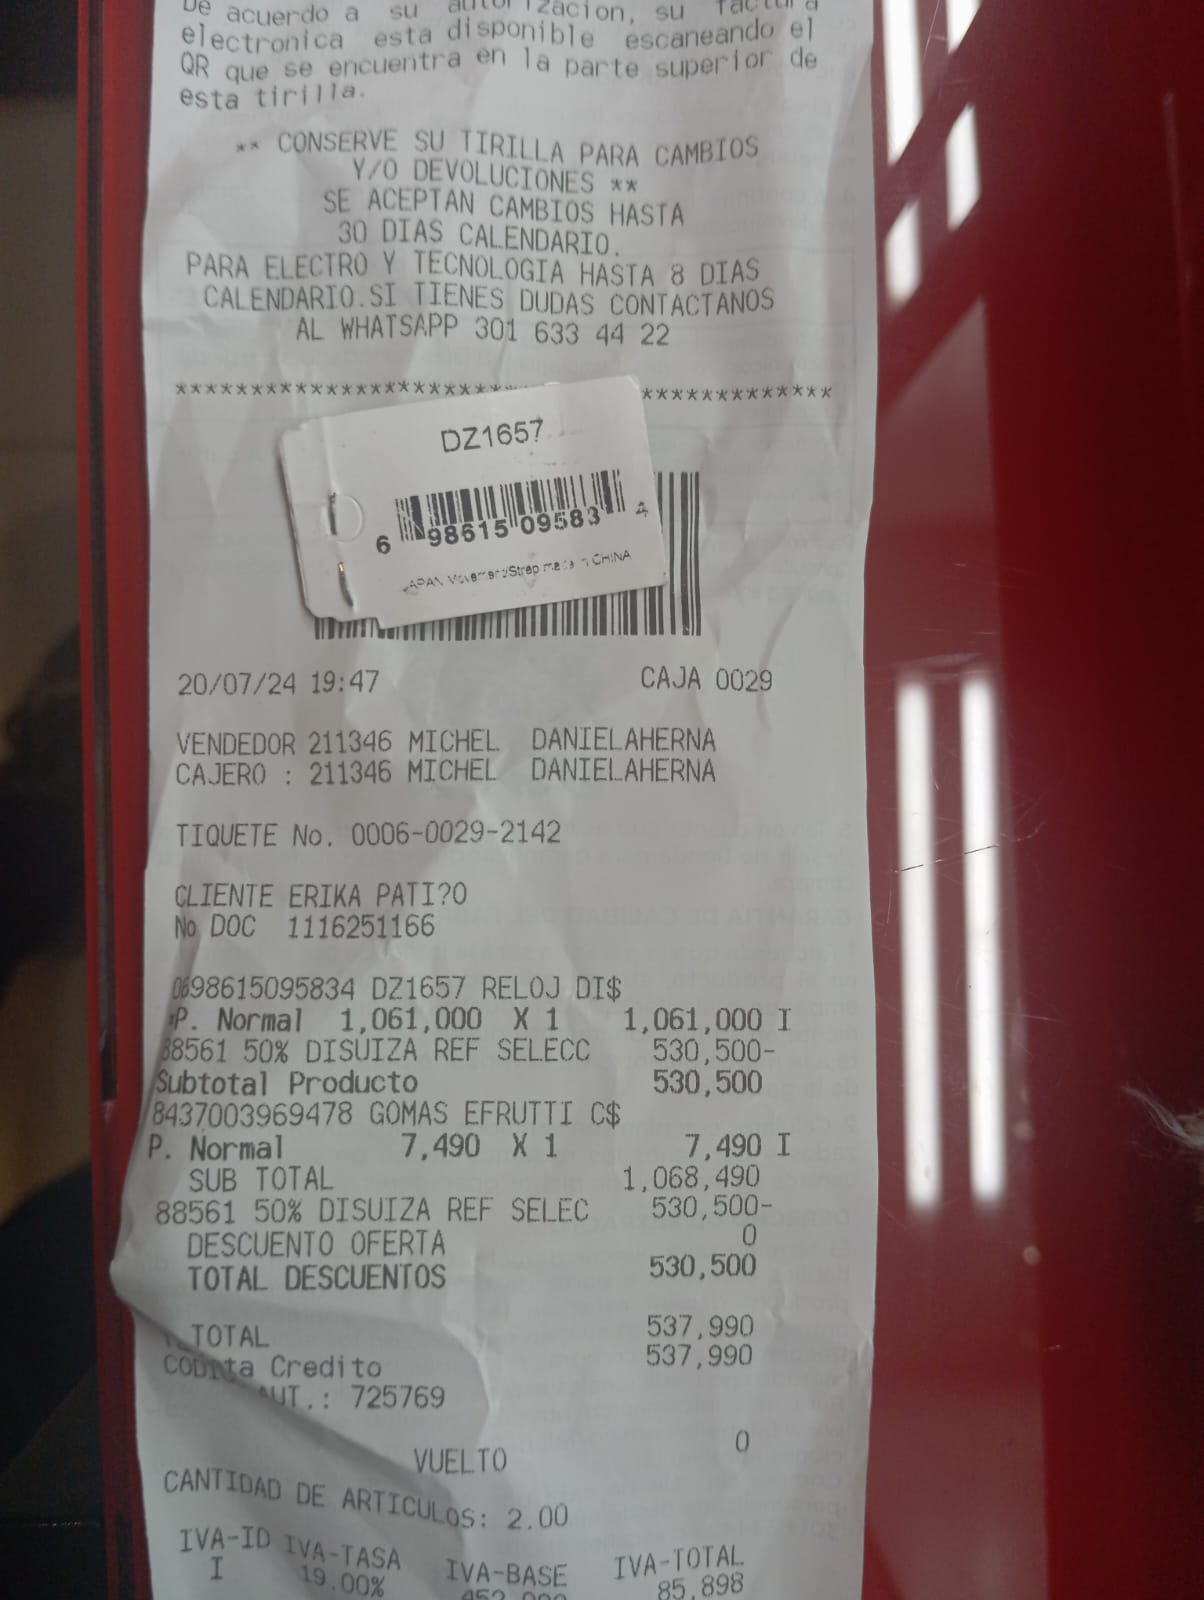 De acuerdo a su autorizacion, su factura
electronica esta disponible escaneando el
QR que se encuentra en la parte superior de
esta tirilla.
** CONSERVE SU TIRILLA PARA CAMBIOS
Y/O DEVOLUCIONES **
SE ACEPTAN CAMBIOS HASTA
30 DIAS CALENDARIO.
PARA ELECTRO Y TECNOLOGIA HASTA 8 DIAS
CALENDARIO.SI TIENES DUDAS CONTACTANOS
AL WHATSAPP 301 633 44 22
DZ1657
6 98615 09583 4
JAPAN Movement/Strap made in CHINA
20/07/24 19:47 CAJA 0029
VENDEDOR 211346 MICHEL DANIELAHERNA
CAJERO : 211346 MICHEL DANIELAHERNA
TIQUETE No. 0006-0029-2142
CLIENTE ERIKA PATI?O
No DOC 1116251166
0698615095834 DZ1657 RELOJ DI$
*P. Normal 1,061,000 X 1 1,061,000 I
88561 50% DISUIZA REF SELECC 530,500-
Subtotal Producto 530,500
8437003969478 GOMAS EFRUTTI C$
P. Normal 7,490 X 1 7,490 I
SUB TOTAL 1,068,490
88561 50% DISUIZA REF SELEC 530,500-
DESCUENTO OFERTA 0
TOTAL DESCUENTOS 530,500
TOTAL 537,990
Credito 537,990
AUT.: 725769
VUELTO 0
CANTIDAD DE ARTICULOS: 2.00
IVA-ID IVA-TASA IVA-BASE IVA-TOTAL
I 19.00% 85,898